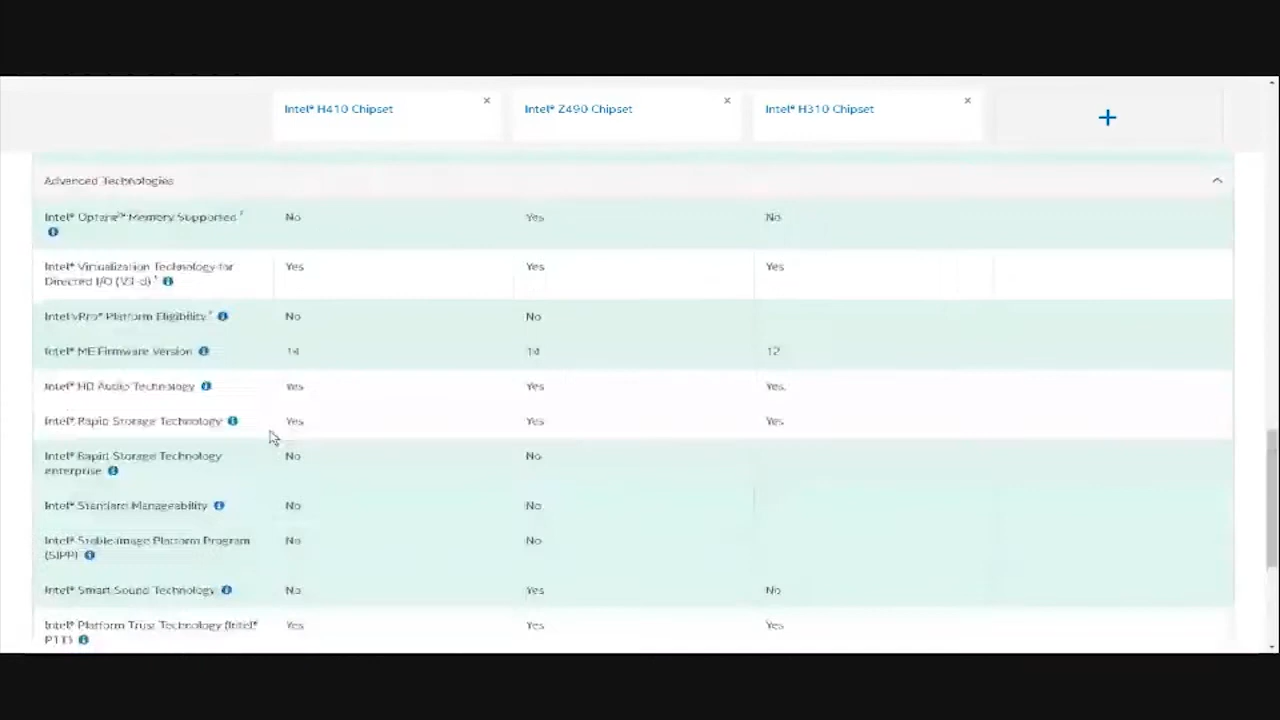 Intel® H410 Chipset × Intel® Z490 Chipset × Intel® H310 Chipset × +
Advanced Technologies
Intel® Optane™ Memory Supported ‡ No Yes No
Intel® Virtualization Technology for Yes Yes Yes
Directed I/O (VT-d) ‡
Intel vPro® Platform Eligibility ‡ No No
Intel® ME Firmware Version 14 14 12
Intel® HD Audio Technology Yes Yes Yes
Intel® Rapid Storage Technology Yes Yes Yes
Intel® Rapid Storage Technology No No
enterprise
Intel® Standard Manageability No No
Intel® Stable Image Platform Program No No
(SIPP)
Intel® Smart Sound Technology No Yes No
Intel® Platform Trust Technology (Intel® Yes Yes Yes
PTT)